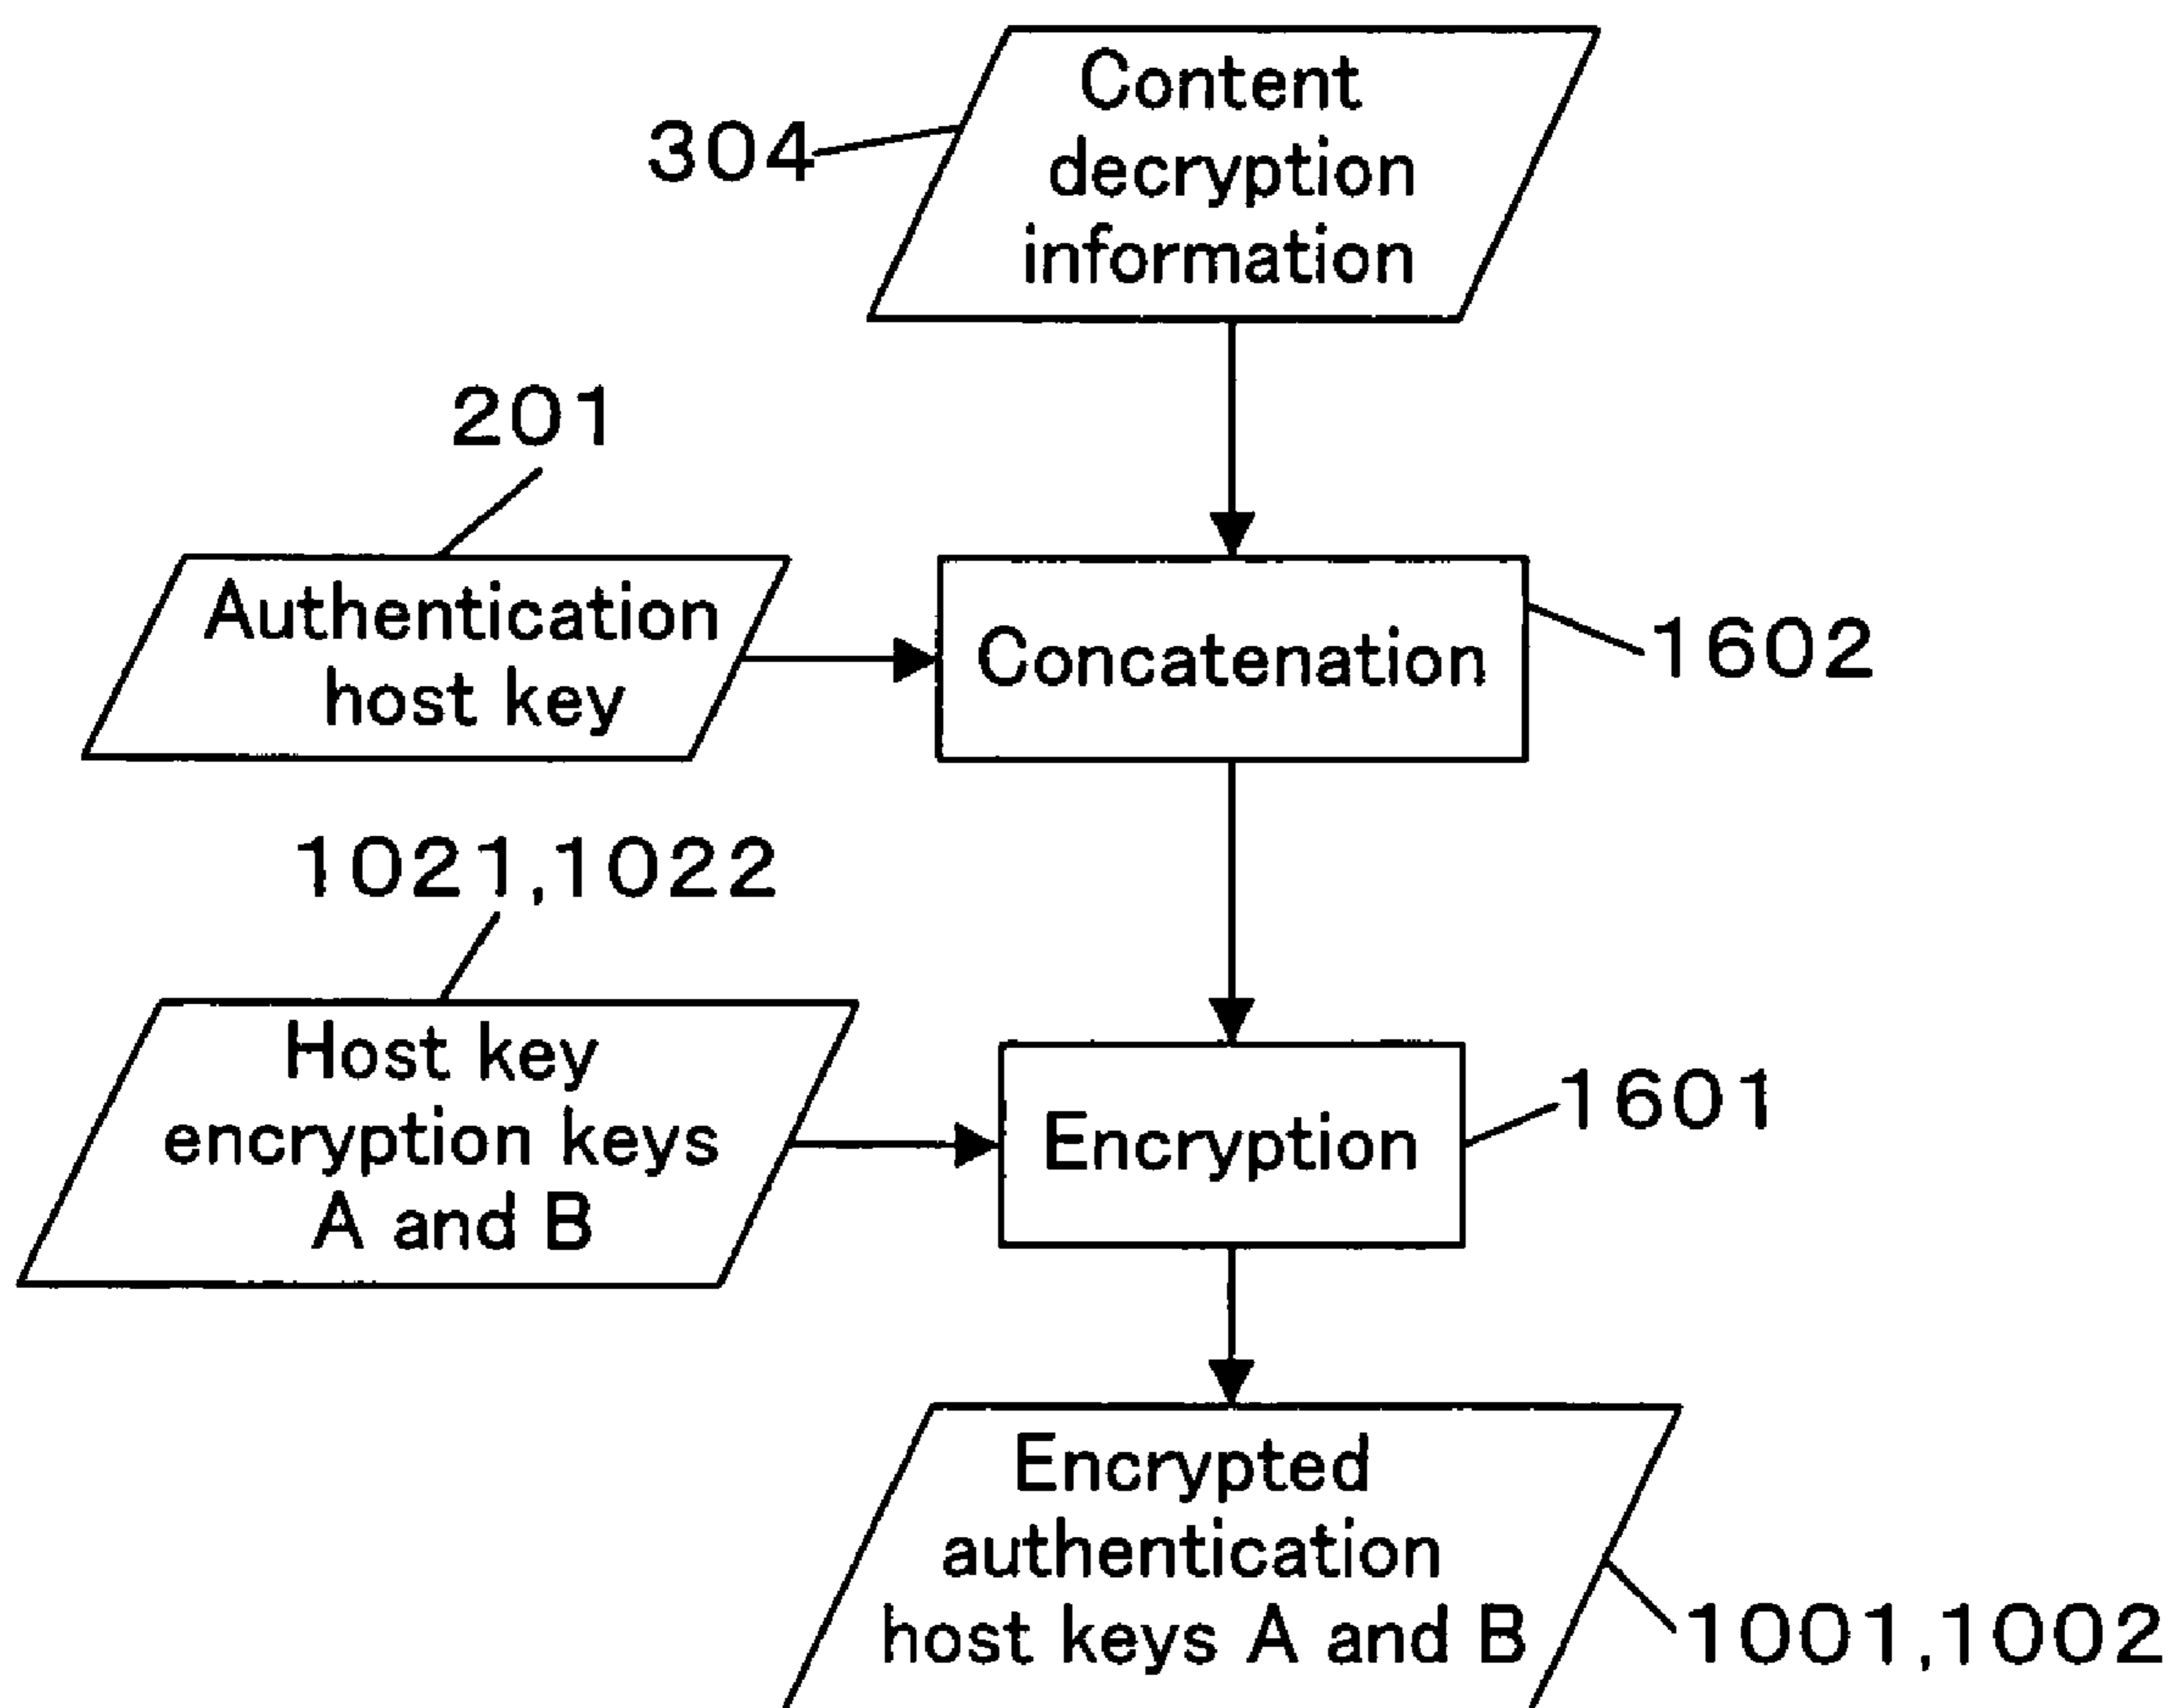 Content
decryption
information
304
201
Authentication
host key
Concatenation
1602
1021,1022
Host key
encryption keys
A and B
Encryption
1601
Encrypted
authentication
host keys A and B
1001,1002